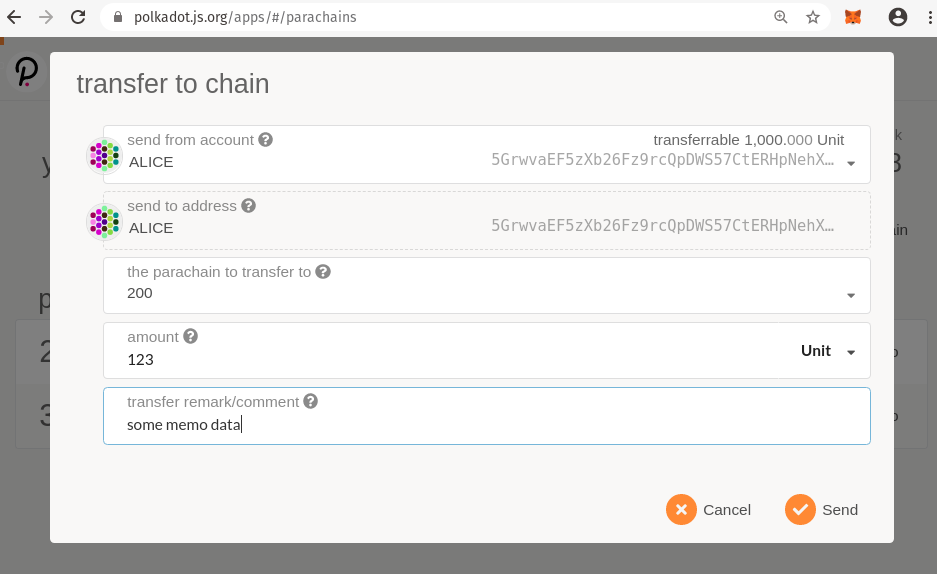 polkadot.js.org/apps/#/parachains
transfer to chain
send from account ?
transferrable 1,000.000 Unit
ALICE
5GrwvaEF5zXb26Fz9rcQpDWS57CtERHpNehX…
send to address ?
ALICE
5GrwvaEF5zXb26Fz9rcQpDWS57CtERHpNehX…
the parachain to transfer to ?
200
amount ?
123
Unit
transfer remark/comment ?
some memo data
Cancel
Send